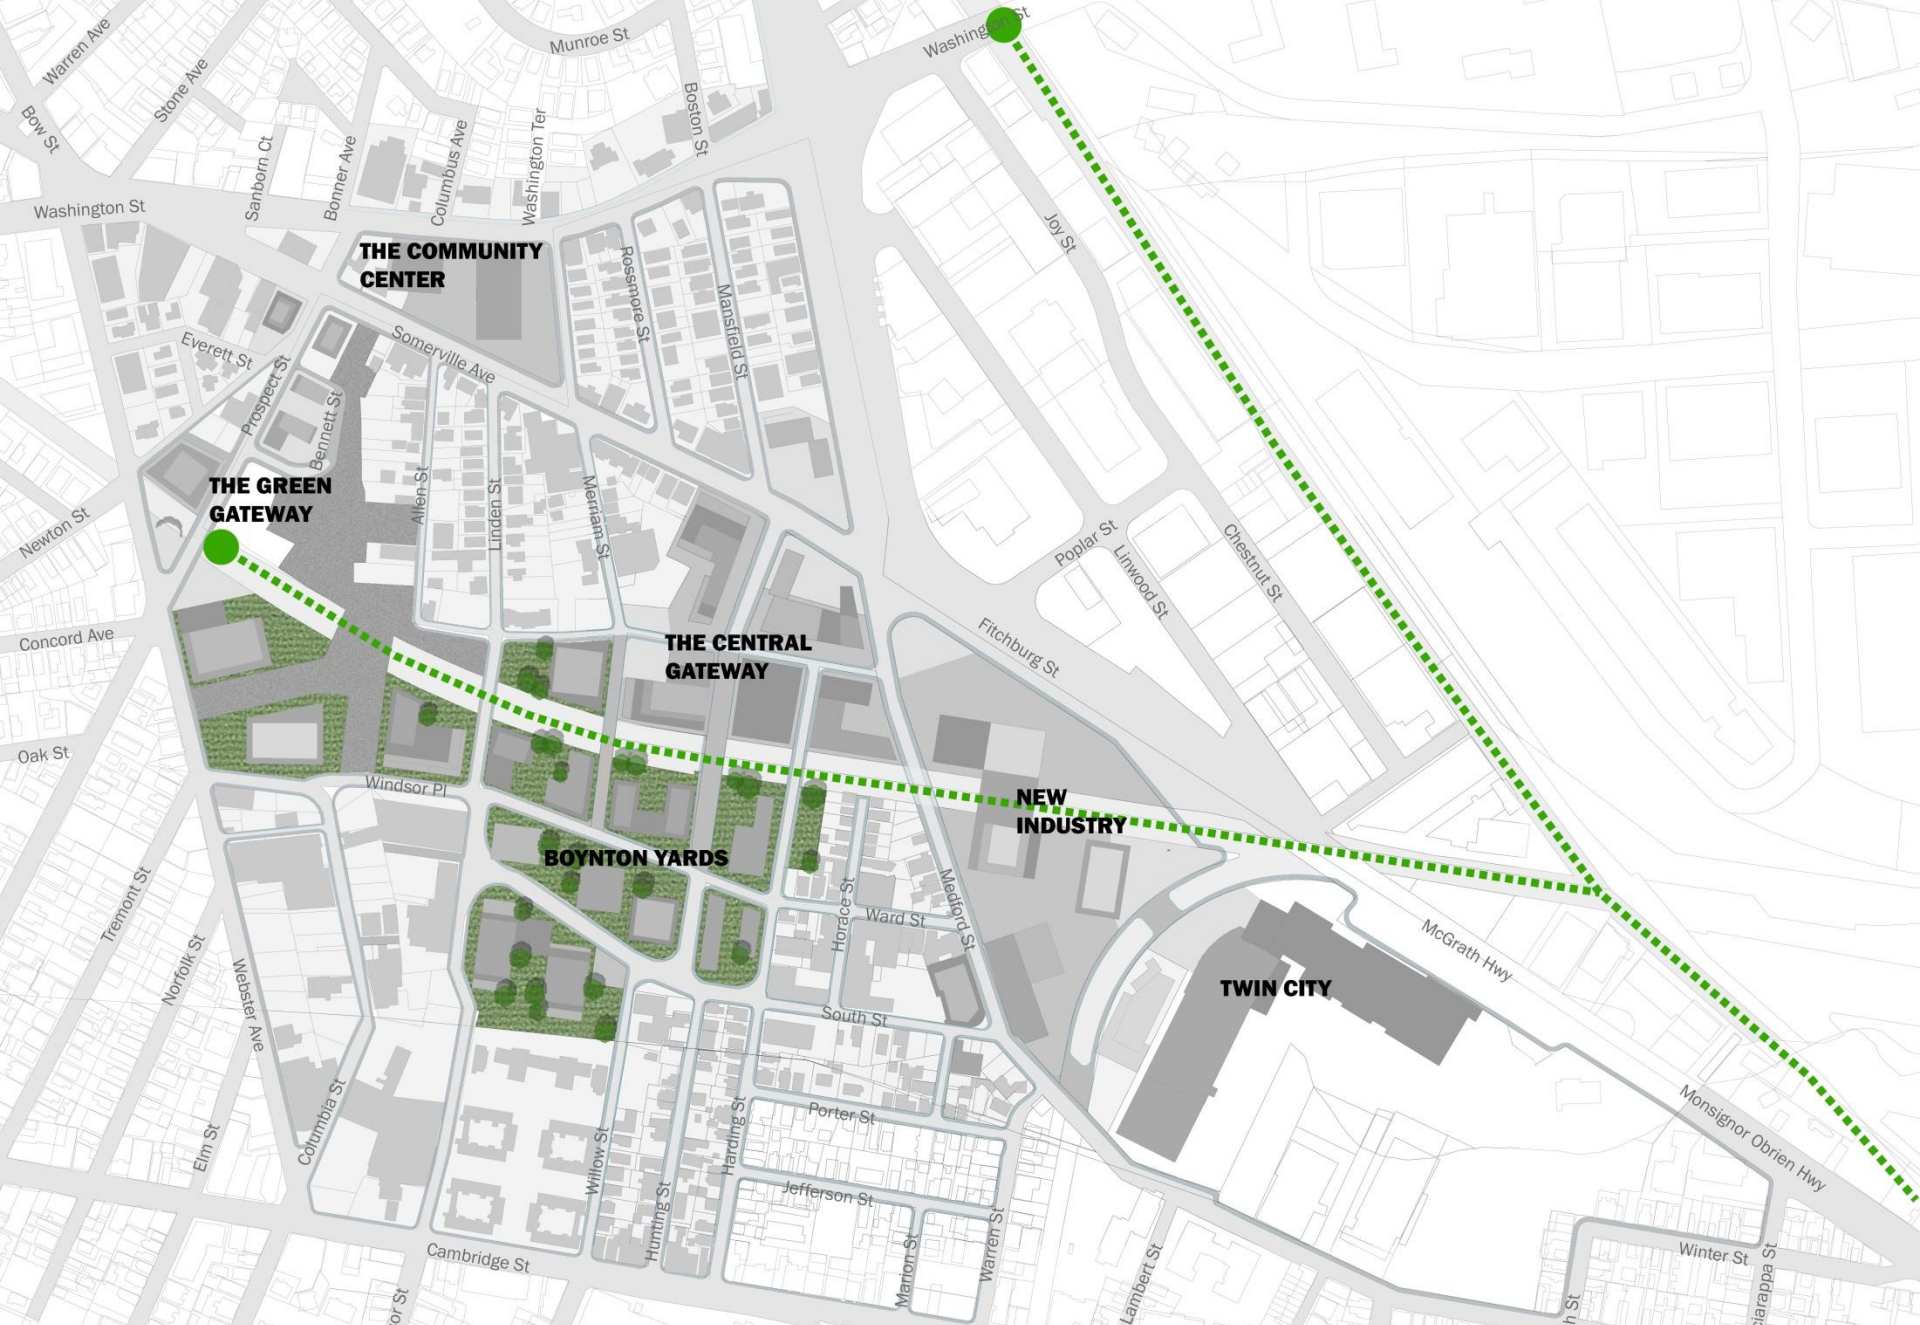 Warren Ave
Munroe St
Washington St
Stone Ave
Bow St
Boston St
Sanborn Ct
Bonner Ave
Columbus Ave
Washington Ter
Washington St
Joy St
THE COMMUNITY
CENTER
Rossmore St
Mansfield St
Somerville Ave
Everett St
Prospect St
Bennett St
THE GREEN
GATEWAY
Allen St
Linden St
Merriam St
Newton St
Poplar St
Linwood St
Chestnut St
Concord Ave
THE CENTRAL
GATEWAY
Fitchburg St
Oak St
Windsor Pl
NEW
INDUSTRY
BOYNTON YARDS
Tremont St
Norfolk St
Webster Ave
Horace St
Ward St
Medford St
McGrath Hwy
TWIN CITY
South St
Columbia St
Elm St
Willow St
Harding St
Porter St
Monsignor Obrien Hwy
Hunting St
Jefferson St
Marion St
Warren St
Cambridge St
Lambert St
Winter St